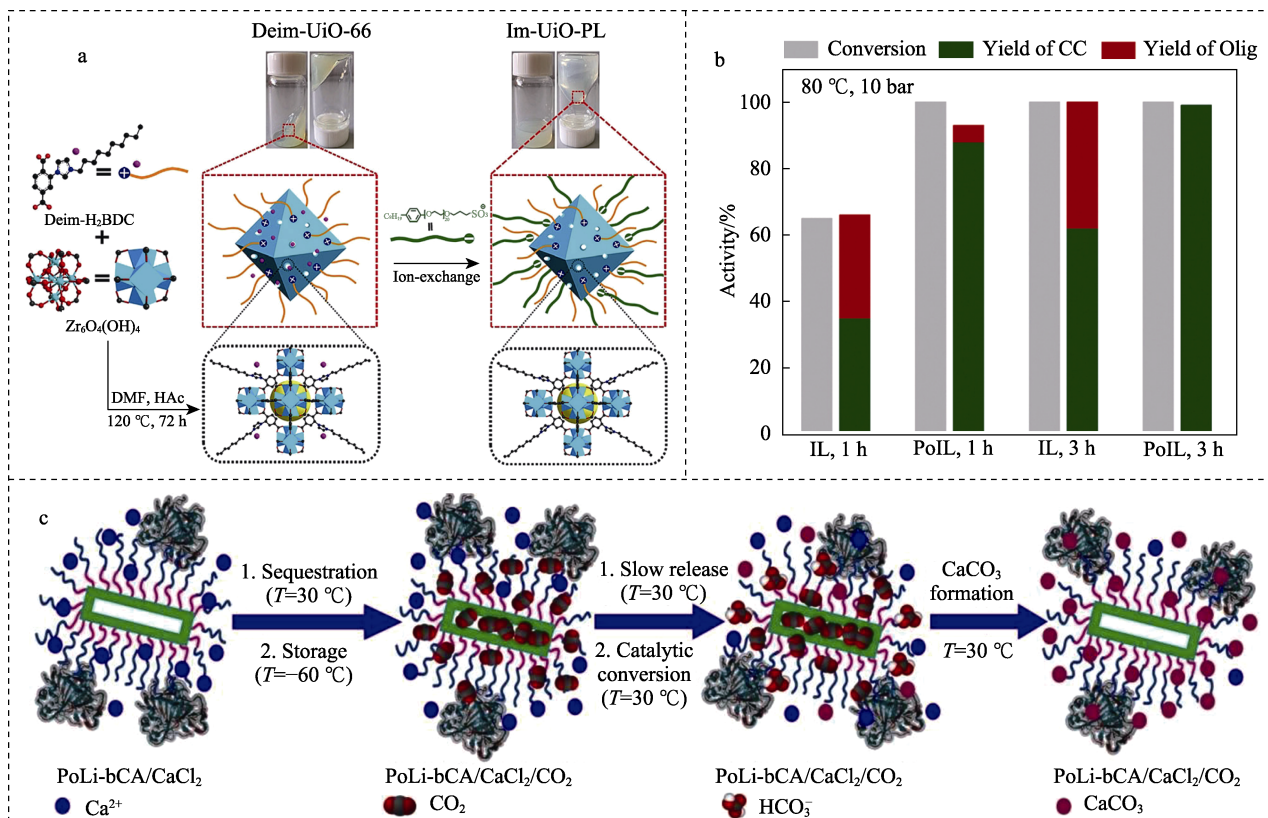 a
Deim-UiO-66
Im-UiO-PL
Deim-H₂BDC
+
Zr₆O₄(OH)₄
DMF, HAc
120 ℃, 72 h
Ion-exchange
b
Conversion
Yield of CC
Yield of Olig
80 ℃, 10 bar
Activity/%
100
80
60
40
20
0
IL, 1 h
PoIL, 1 h
IL, 3 h
PoIL, 3 h
c
1. Sequestration
(T=30 ℃)
2. Storage
(T=−60 ℃)
1. Slow release
(T=30 ℃)
2. Catalytic
conversion
(T=30 ℃)
CaCO₃
formation
T=30 ℃
PoLi-bCA/CaCl₂
PoLi-bCA/CaCl₂/CO₂
PoLi-bCA/CaCl₂/CO₂
PoLi-bCA/CaCl₂/CO₂
Ca²⁺
CO₂
HCO₃⁻
CaCO₃